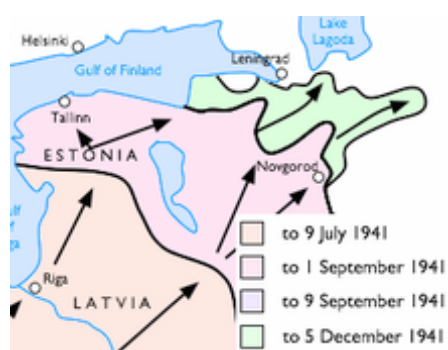 Helsinki
Lake
Lagoda
Gulf of Finland
Leningrad
Tallinn
ESTONIA
Novgorod
Riga
LATVIA
to 9 July 1941
to 1 September 1941
to 9 September 1941
to 5 December 1941